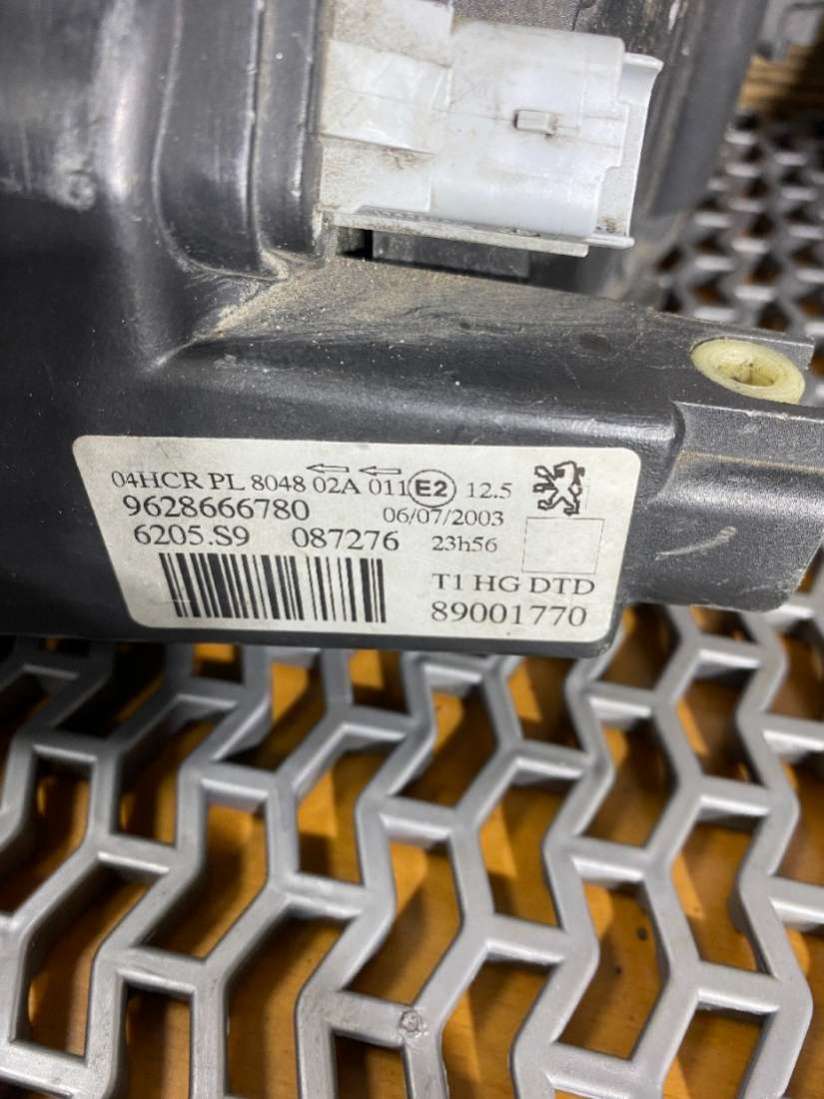 04HCR PL 8048 02A 011 E2 12.5
9628666780 06/07/2003
6205.S9 087276 23h56
T1 HG DTD
89001770